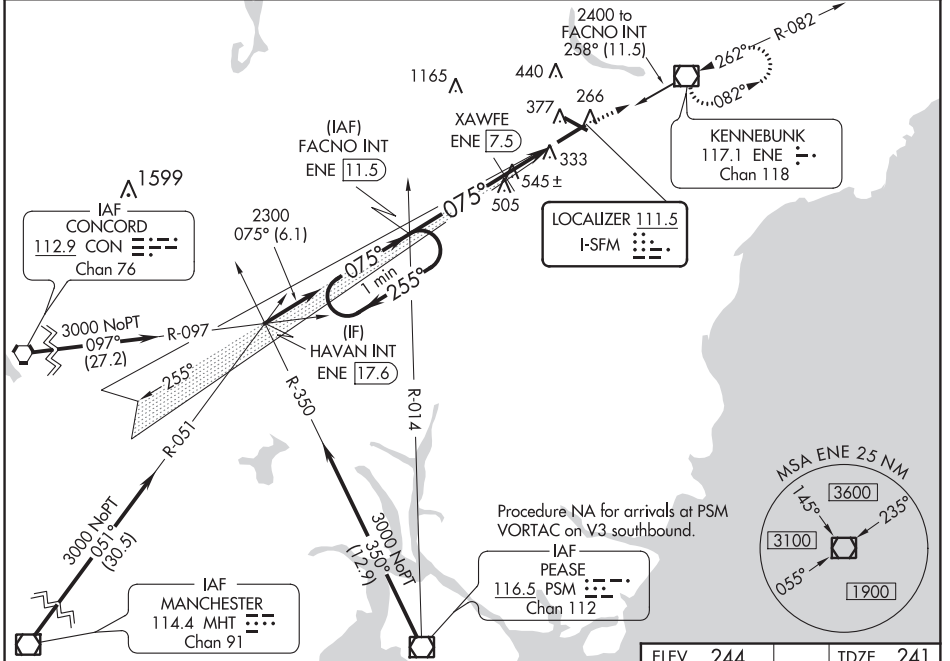 2400 to
FACNO INT
258° (11.5)
R-082
262°
082°
1165
440
377
266
XAWFE
ENE 7.5
(IAF)
FACNO INT
ENE 11.5
KENNEBUNK
117.1 ENE
Chan 118
333
545 ±
505
075°
1599
IAF
CONCORD
112.9 CON
Chan 76
2300
075° (6.1)
LOCALIZER 111.5
I-SFM
075°
1 min
255°
3000 NoPT
097°
(27.2)
R-097
(IF)
HAVAN INT
ENE 17.6
255°
R-051
R-350
R-014
MSA ENE 25 NM
145°
3600
235°
3100
055°
1900
3000 NoPT
051°
(30.5)
3000 NoPT
350°
(12.9)
Procedure NA for arrivals at PSM
VORTAC on V3 southbound.
IAF
PEASE
116.5 PSM
Chan 112
IAF
MANCHESTER
114.4 MHT
Chan 91
ELEV 244
TDZE 241